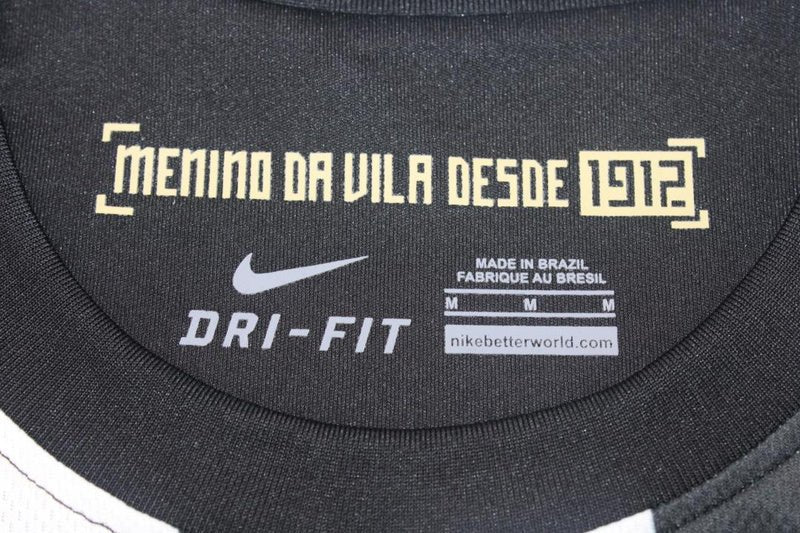 MENINO DA VILA DESDE 1912
DRI-FIT
MADE IN BRAZIL
FABRIQUE AU BRESIL
M M M
nikebetterworld.com